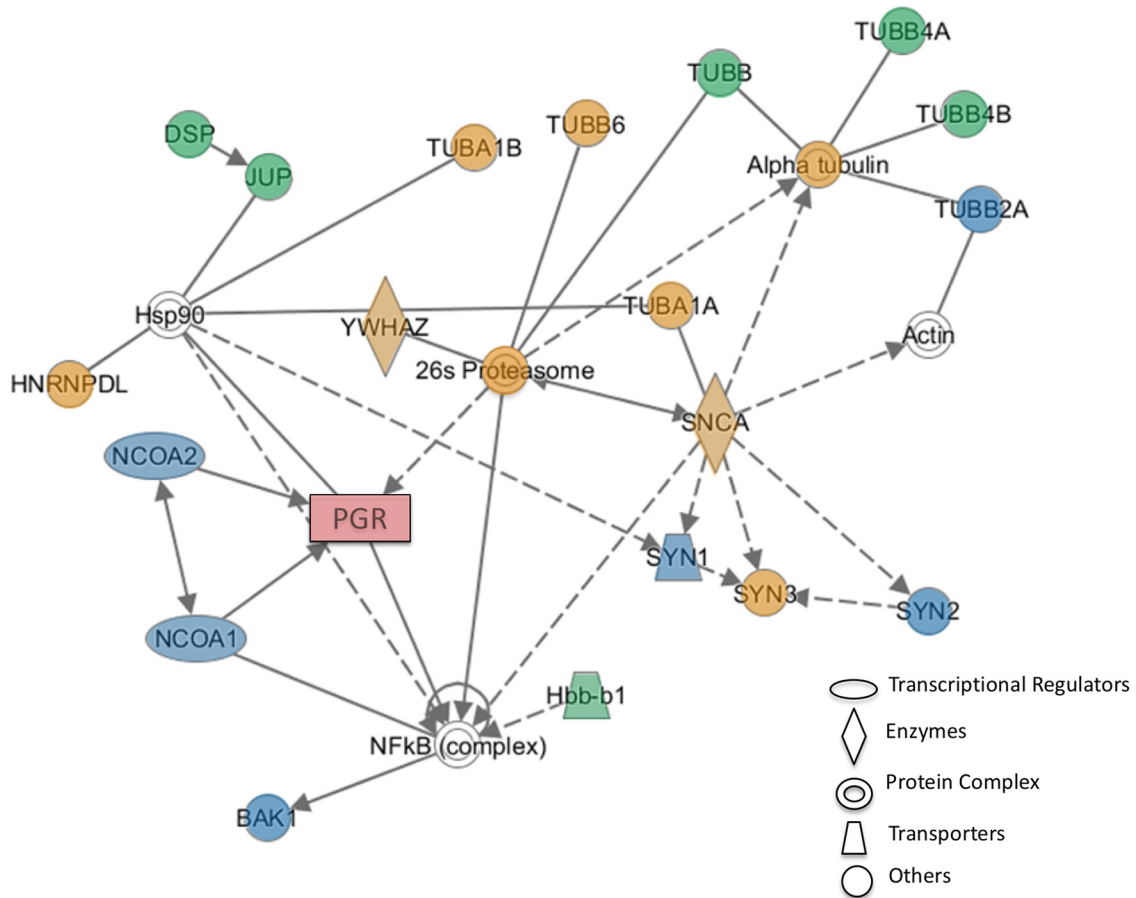 TUBB4A
TUBB
TUBB4B
TUBB6
DSP
TUBA1B
Alpha tubulin
JUP
TUBB2A
TUBA1A
Hsp90
YWHAZ
Actin
26s Proteasome
HNRNPDL
SNCA
NCOA2
PGR
SYN1
SYN3
SYN2
NCOA1
Hbb-b1
NFkB (complex)
BAK1
Transcriptional Regulators
Enzymes
Protein Complex
Transporters
Others